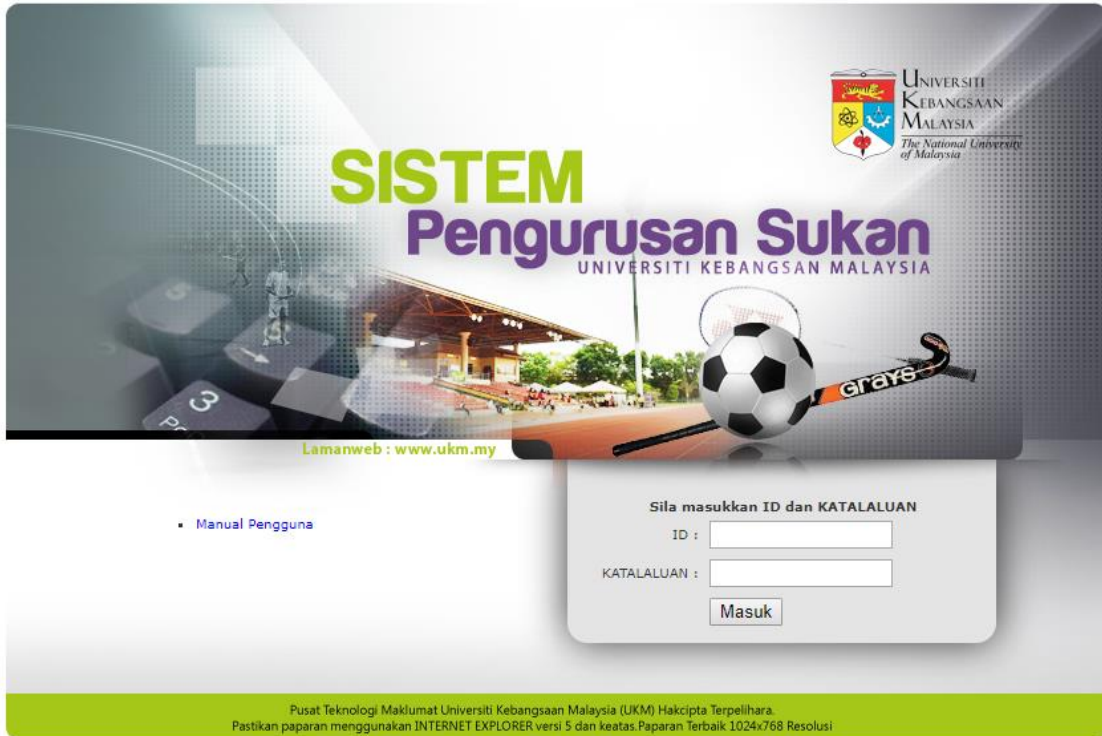 UNIVERSITI
KEBANGSAAN
MALAYSIA
The National University
of Malaysia
SISTEM
Pengurusan Sukan
UNIVERSITI KEBANGSAN MALAYSIA
GRAYS
3
Lamanweb : www.ukm.my
Manual Pengguna
Sila masukkan ID dan KATALALUAN
ID :
KATALALUAN :
Masuk
Pusat Teknologi Maklumat Universiti Kebangsaan Malaysia (UKM) Hakcipta Terpelihara.
Pastikan paparan menggunakan INTERNET EXPLORER versi 5 dan keatas.Paparan Terbaik 1024x768 Resolusi